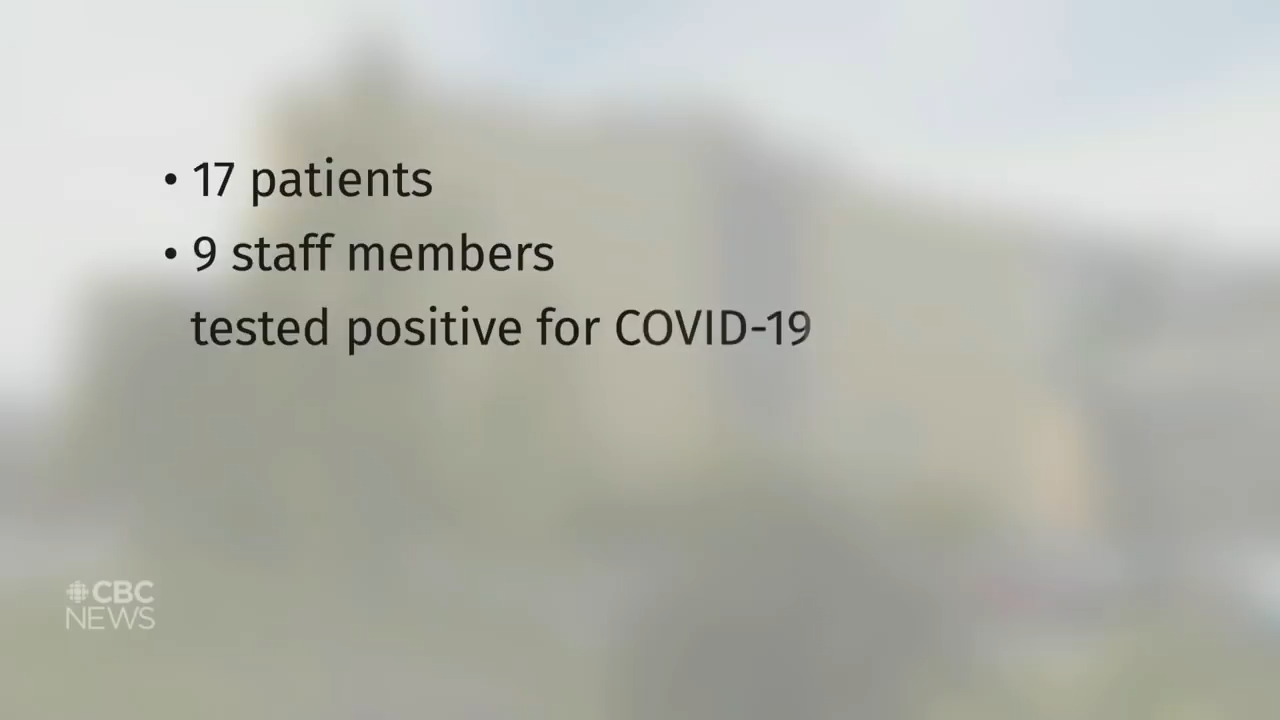 • 17 patients
• 9 staff members
tested positive for COVID-19
CBC
NEWS